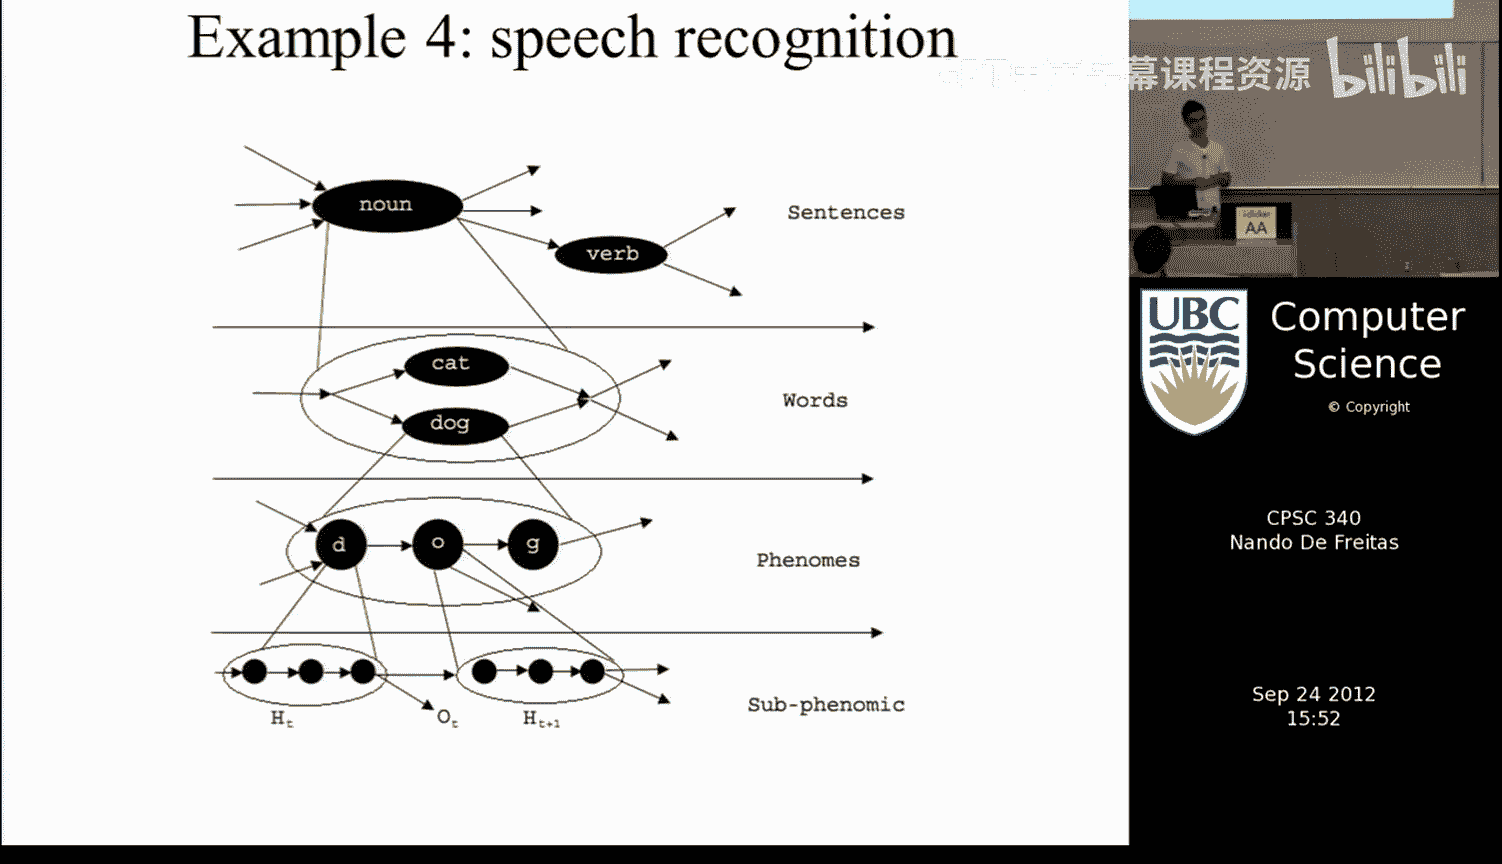 Example 4: speech recognition
noun
Sentences
verb
cat
Words
dog
d
o
g
Phenomes
Sub-phenomic
Hₜ
Oₜ
Hₜ₊₁
幕课程资源
bilibili
AA
UBC
Computer
Science
© Copyright
CPSC 340
Nando De Freitas
Sep 24 2012
15:52